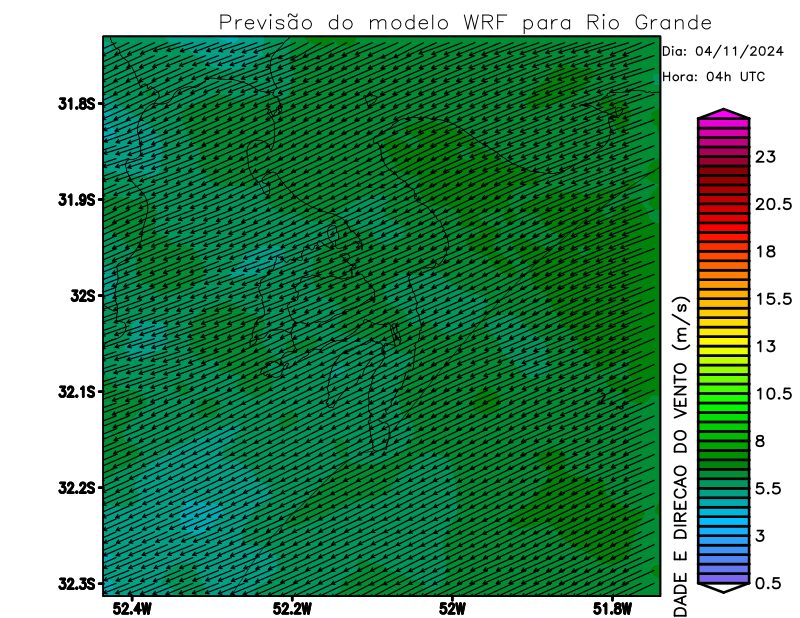 Previsão do modelo WRF para Rio Grande
Dia: 04/11/2024
Hora: 04h UTC
31.8S
31.9S
32S
32.1S
32.2S
32.3S
52.4W
52.2W
52W
51.8W
23
20.5
18
15.5
13
10.5
8
5.5
3
0.5
DADE E DIRECAO DO VENTO (m/s)